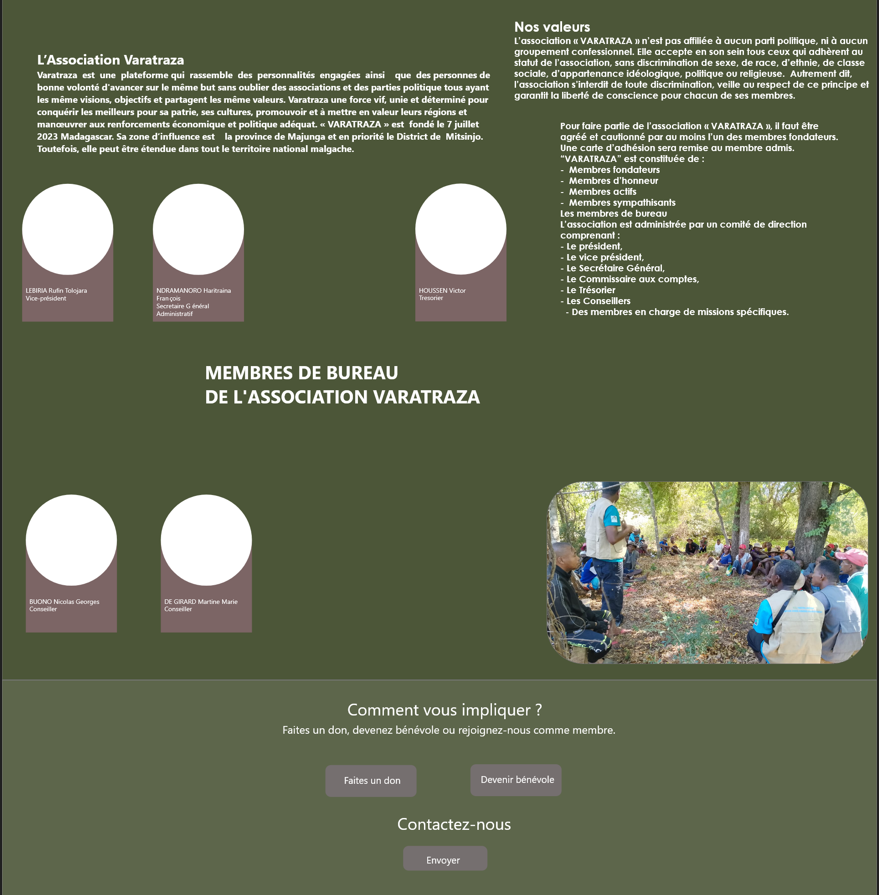 L'Association Varatraza
Varatraza est une plateforme qui rassemble des personnalités engagées ainsi que des personnes de
bonne volonté d'avancer sur le même but sans oublier des associations et des parties politique tous ayant
les même visions, objectifs et partagent les même valeurs. Varatraza une force vif, unie et déterminé pour
conquérir les meilleurs pour sa patrie, ses cultures, promouvoir et à mettre en valeur leurs régions et
manœuvrer aux renforcements économique et politique adéquat. « VARATRAZA » est fondé le 7 juillet
2023 Madagascar. Sa zone d'influence est la province de Majunga et en priorité le District de Mitsinjo.
Toutefois, elle peut être étendue dans tout le territoire national malgache.
Nos valeurs
L'association « VARATRAZA » n'est pas affiliée à aucun parti politique, ni à aucun
groupement confessionnel. Elle accepte en son sein tous ceux qui adhèrent au
statut de l'association, sans discrimination de sexe, de race, d'ethnie, de classe
sociale, d'appartenance idéologique, politique ou religieuse. Autrement dit,
l'association s'interdit de toute discrimination, veille au respect de ce principe et
garantit la liberté de conscience pour chacun de ses membres.
Pour faire partie de l'association « VARATRAZA », il faut être
agréé et cautionné par au moins l'un des membres fondateurs.
Une carte d'adhésion sera remise au membre admis.
"VARATRAZA" est constituée de :
- Membres fondateurs
- Membres d'honneur
- Membres actifs
- Membres sympathisants
Les membres de bureau
L'association est administrée par un comité de direction
comprenant :
- Le président,
- Le vice président,
- Le Secrétaire Général,
- Le Commissaire aux comptes,
- Le Trésorier
- Les Conseillers
- Des membres en charge de missions spécifiques.
LEBIRIA Rufin Tolojara
Vice-président
NDRAMANORO Haritraina
Fran çois
Secretaire G énéral
Administratif
HOUSSEN Victor
Tresorier
MEMBRES DE BUREAU
DE L'ASSOCIATION VARATRAZA
BUONO Nicolas Georges
Conseiller
DE GIRARD Martine Marie
Conseiller
Comment vous impliquer ?
Faites un don, devenez bénévole ou rejoignez-nous comme membre.
Faites un don
Devenir bénévole
Contactez-nous
Envoyer